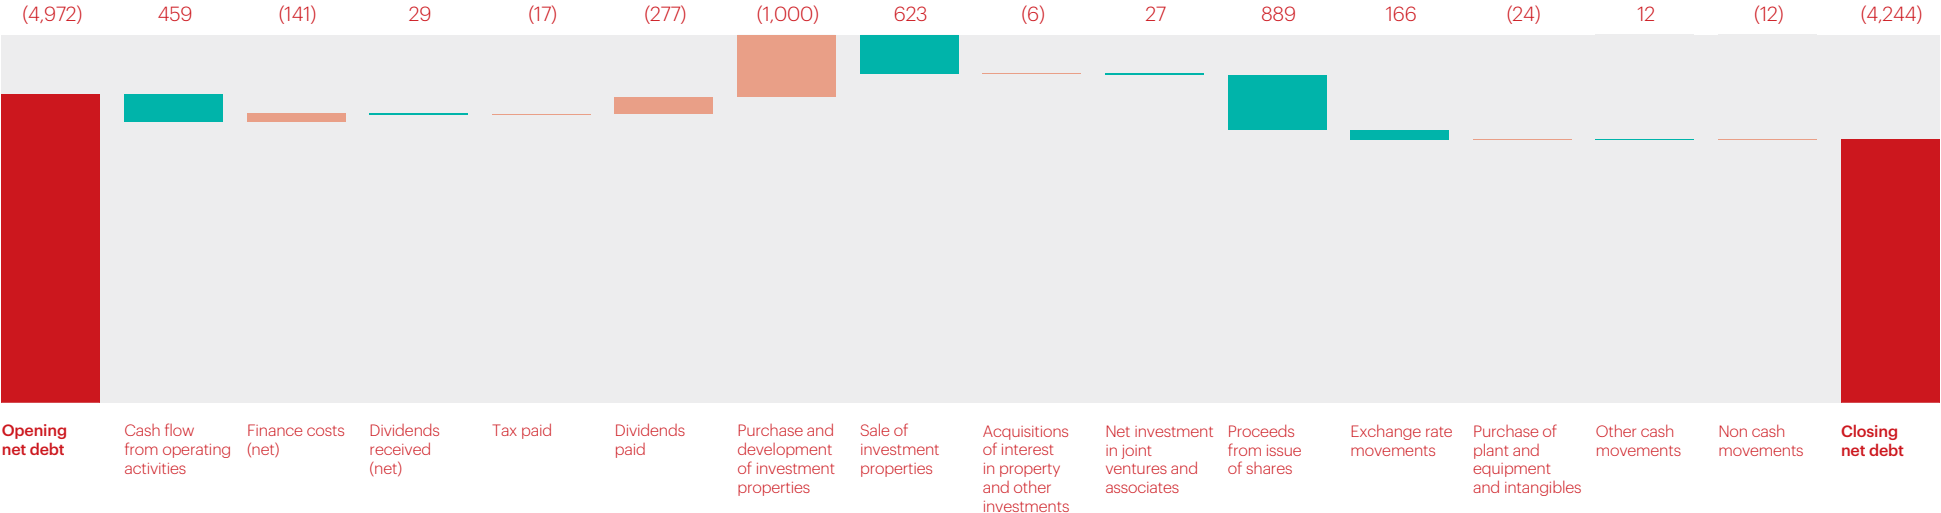 (4,972) 459 (141) 29 (17) (277) (1,000) 623 (6) 27 889 166 (24) 12 (12) (4,244)
Opening
net debt
Cash flow
from operating
activities
Finance costs
(net)
Dividends
received
(net)
Tax paid
Dividends
paid
Purchase and
development
of investment
properties
Sale of
investment
properties
Acquisitions
of interest
in property
and other
investments
Net investment
in joint
ventures and
associates
Proceeds
from issue
of shares
Exchange rate
movements
Purchase of
plant and
equipment
and intangibles
Other cash
movements
Non cash
movements
Closing
net debt